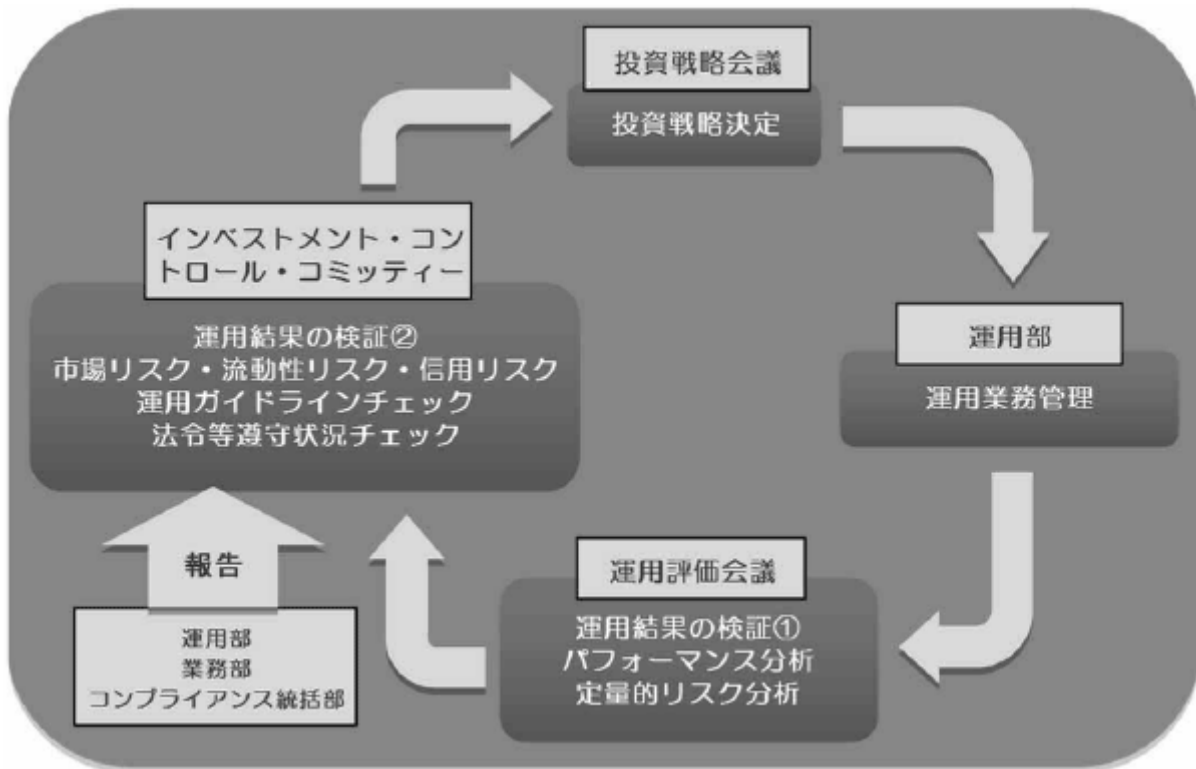 投資戦略会議
投資戦略決定
運用部
運用業務管理
運用評価会議
運用結果の検証①
パフォーマンス分析
定量的リスク分析
インベストメント・コン
トロール・コミッティー
運用結果の検証②
市場リスク・流動性リスク・信用リスク
運用ガイドラインチェック
法令等遵守状況チェック
報告
運用部
業務部
コンプライアンス統括部